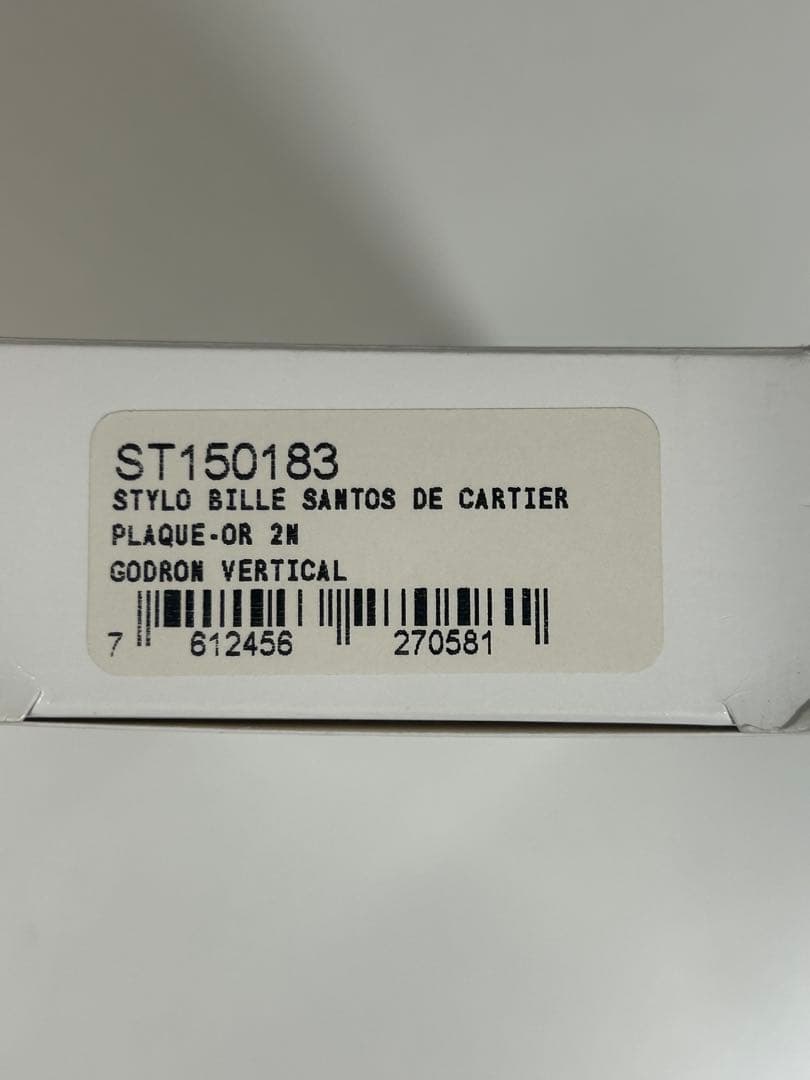 ST150183
STYLO BILLE SANTOS DE CARTIER
PLAQUE-OR 2N
GODRON VERTICAL
7 612456 270581